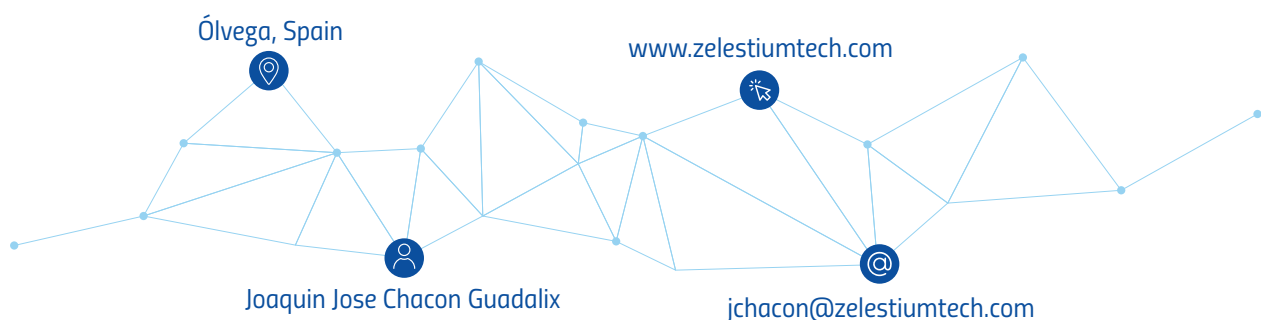 Ólvega, Spain
www.zelestiumtech.com
Joaquin Jose Chacon Guadalix
jchacon@zelestiumtech.com